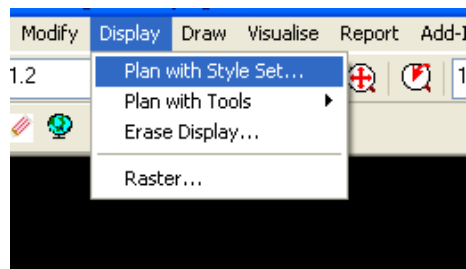 Modify Display Draw Visualise Report Add-I
1.2
Plan with Style Set...
Plan with Tools
Erase Display...
Raster...